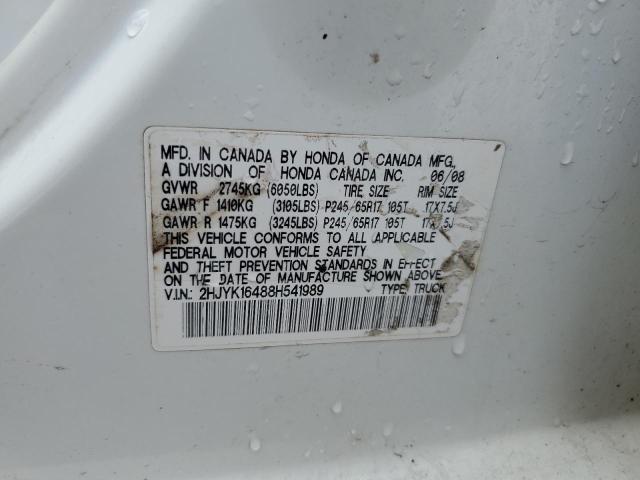 MFD. IN CANADA BY HONDA OF CANADA MFG.
A DIVISION OF HONDA CANADA INC. 06/08
GVWR 2745KG (6050LBS) TIRE SIZE RIM SIZE
GAWR F 1410KG (3105LBS) P245/65R17 105T 17X7.5J
GAWR R 1475KG (3245LBS) P245/65R17 105T 17X7.5J
THIS VEHICLE CONFORMS TO ALL APPLICABLE
FEDERAL MOTOR VEHICLE SAFETY
AND THEFT PREVENTION STANDARDS IN EFFECT
ON THE DATE OF MANUFACTURE SHOWN ABOVE.
V.I.N.: 2HJYK16488H541989 TYPE: TRUCK